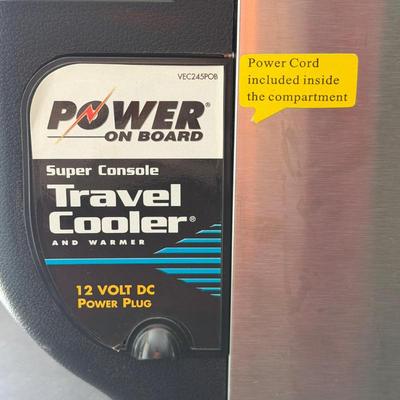 VEC245POB
POWER®
ON BOARD
Super Console
Travel
Cooler®
AND WARMER
12 VOLT DC
POWER PLUG
Power Cord
included inside
the compartment